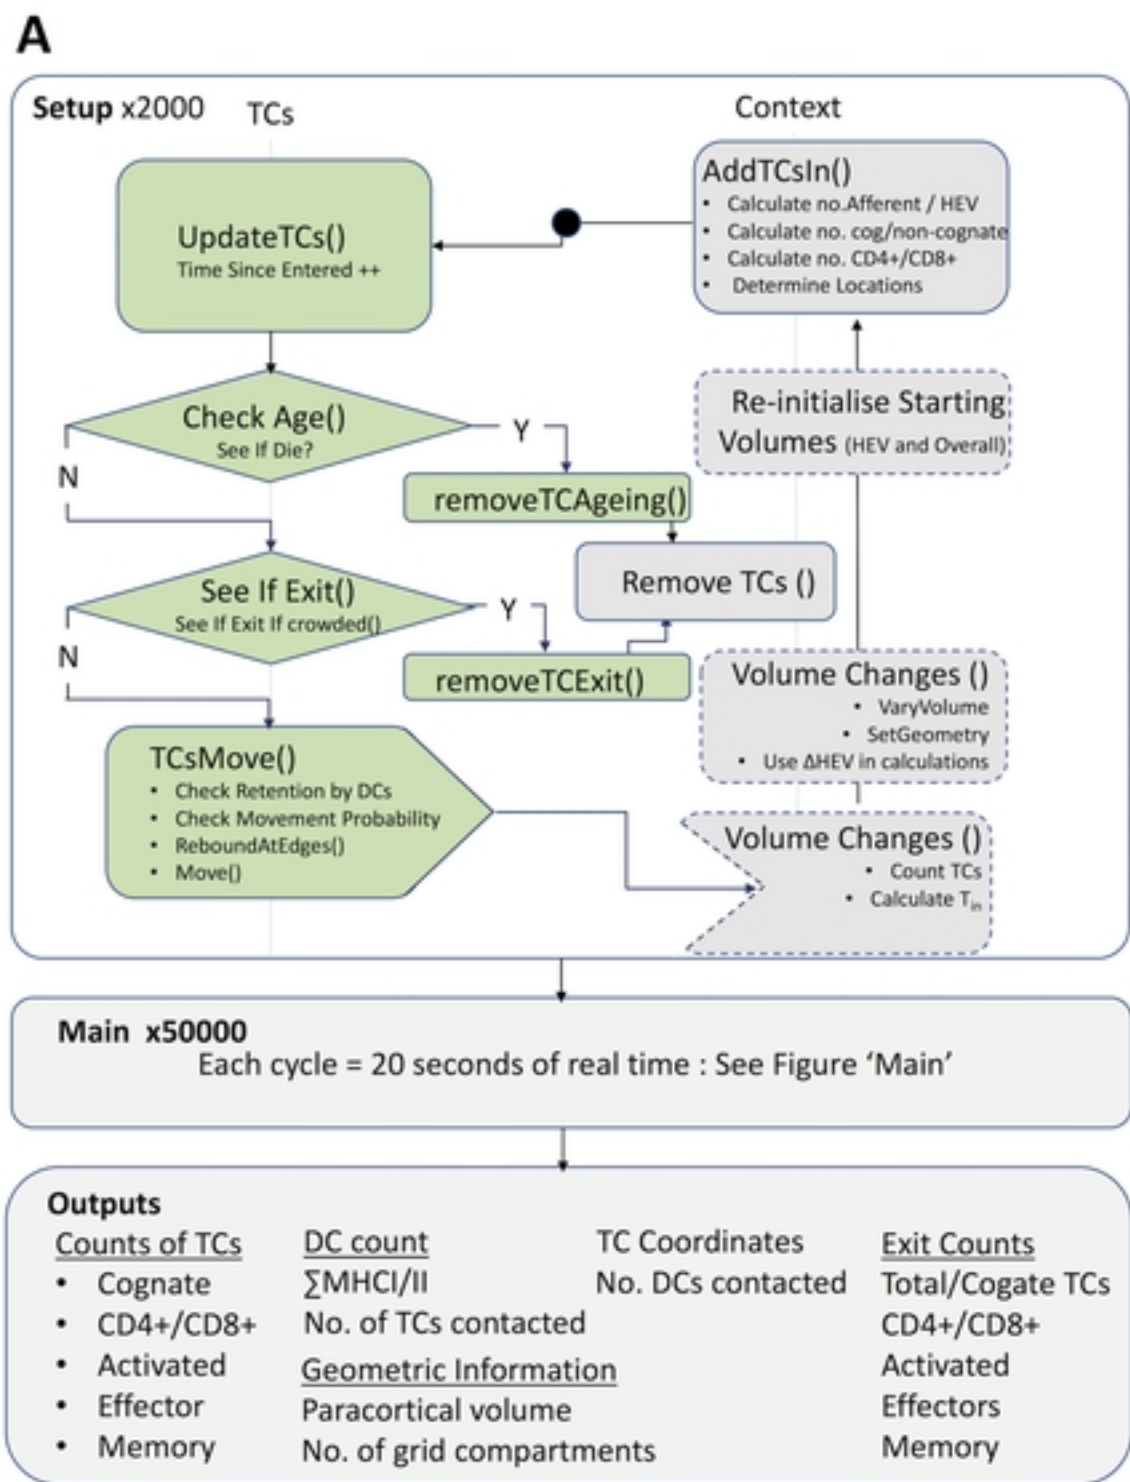 A
Setup x2000
TCs
Context
AddTCsIn()
• Calculate no.Afferent / HEV
• Calculate no. cog/non-cognate
• Calculate no. CD4+/CD8+
• Determine Locations
UpdateTCs()
Time Since Entered ++
Check Age()
See If Die?
Y
N
removeTCAgeing()
Re-initialise Starting
Volumes (HEV and Overall)
Remove TCs ()
See If Exit()
See If Exit If crowded()
Y
N
removeTCExit()
Volume Changes ()
• VaryVolume
• SetGeometry
• Use ΔHEV in calculations
TCsMove()
• Check Retention by DCs
• Check Movement Probability
• ReboundAtEdges()
• Move()
Volume Changes ()
• Count TCs
• Calculate Tin
Main x50000
Each cycle = 20 seconds of real time : See Figure ‘Main’
Outputs
Counts of TCs
• Cognate
• CD4+/CD8+
• Activated
• Effector
• Memory
DC count
∑MHCI/II
No. of TCs contacted
Geometric Information
Paracortical volume
No. of grid compartments
TC Coordinates
No. DCs contacted
Exit Counts
Total/Cogate TCs
CD4+/CD8+
Activated
Effectors
Memory